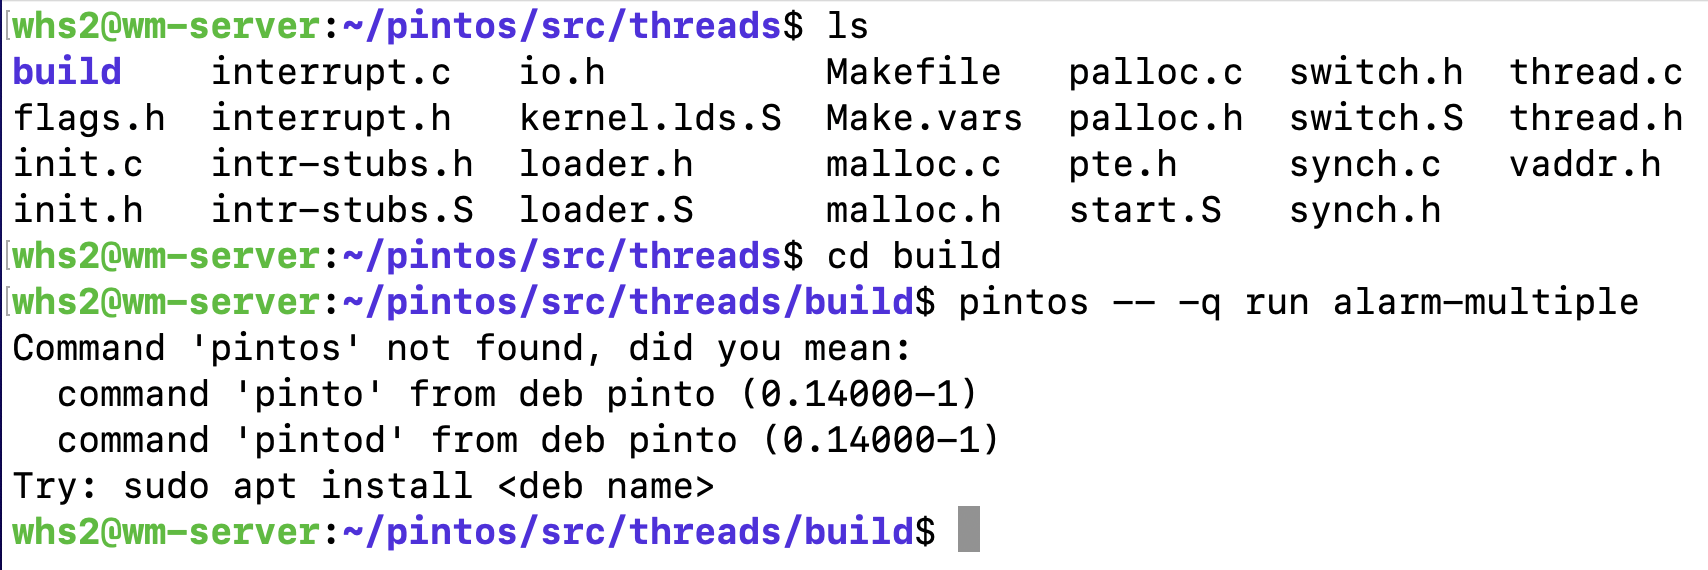 whs2@wm-server:~/pintos/src/threads$ ls
build    interrupt.c   io.h          Makefile   palloc.c  switch.h  thread.c
flags.h  interrupt.h   kernel.lds.S  Make.vars  palloc.h  switch.S  thread.h
init.c   intr-stubs.h  loader.h      malloc.c   pte.h     synch.c   vaddr.h
init.h   intr-stubs.S  loader.S      malloc.h   start.S   synch.h
whs2@wm-server:~/pintos/src/threads$ cd build
whs2@wm-server:~/pintos/src/threads/build$ pintos -- -q run alarm-multiple
Command 'pintos' not found, did you mean:
  command 'pinto' from deb pinto (0.14000-1)
  command 'pintod' from deb pinto (0.14000-1)
Try: sudo apt install <deb name>
whs2@wm-server:~/pintos/src/threads/build$